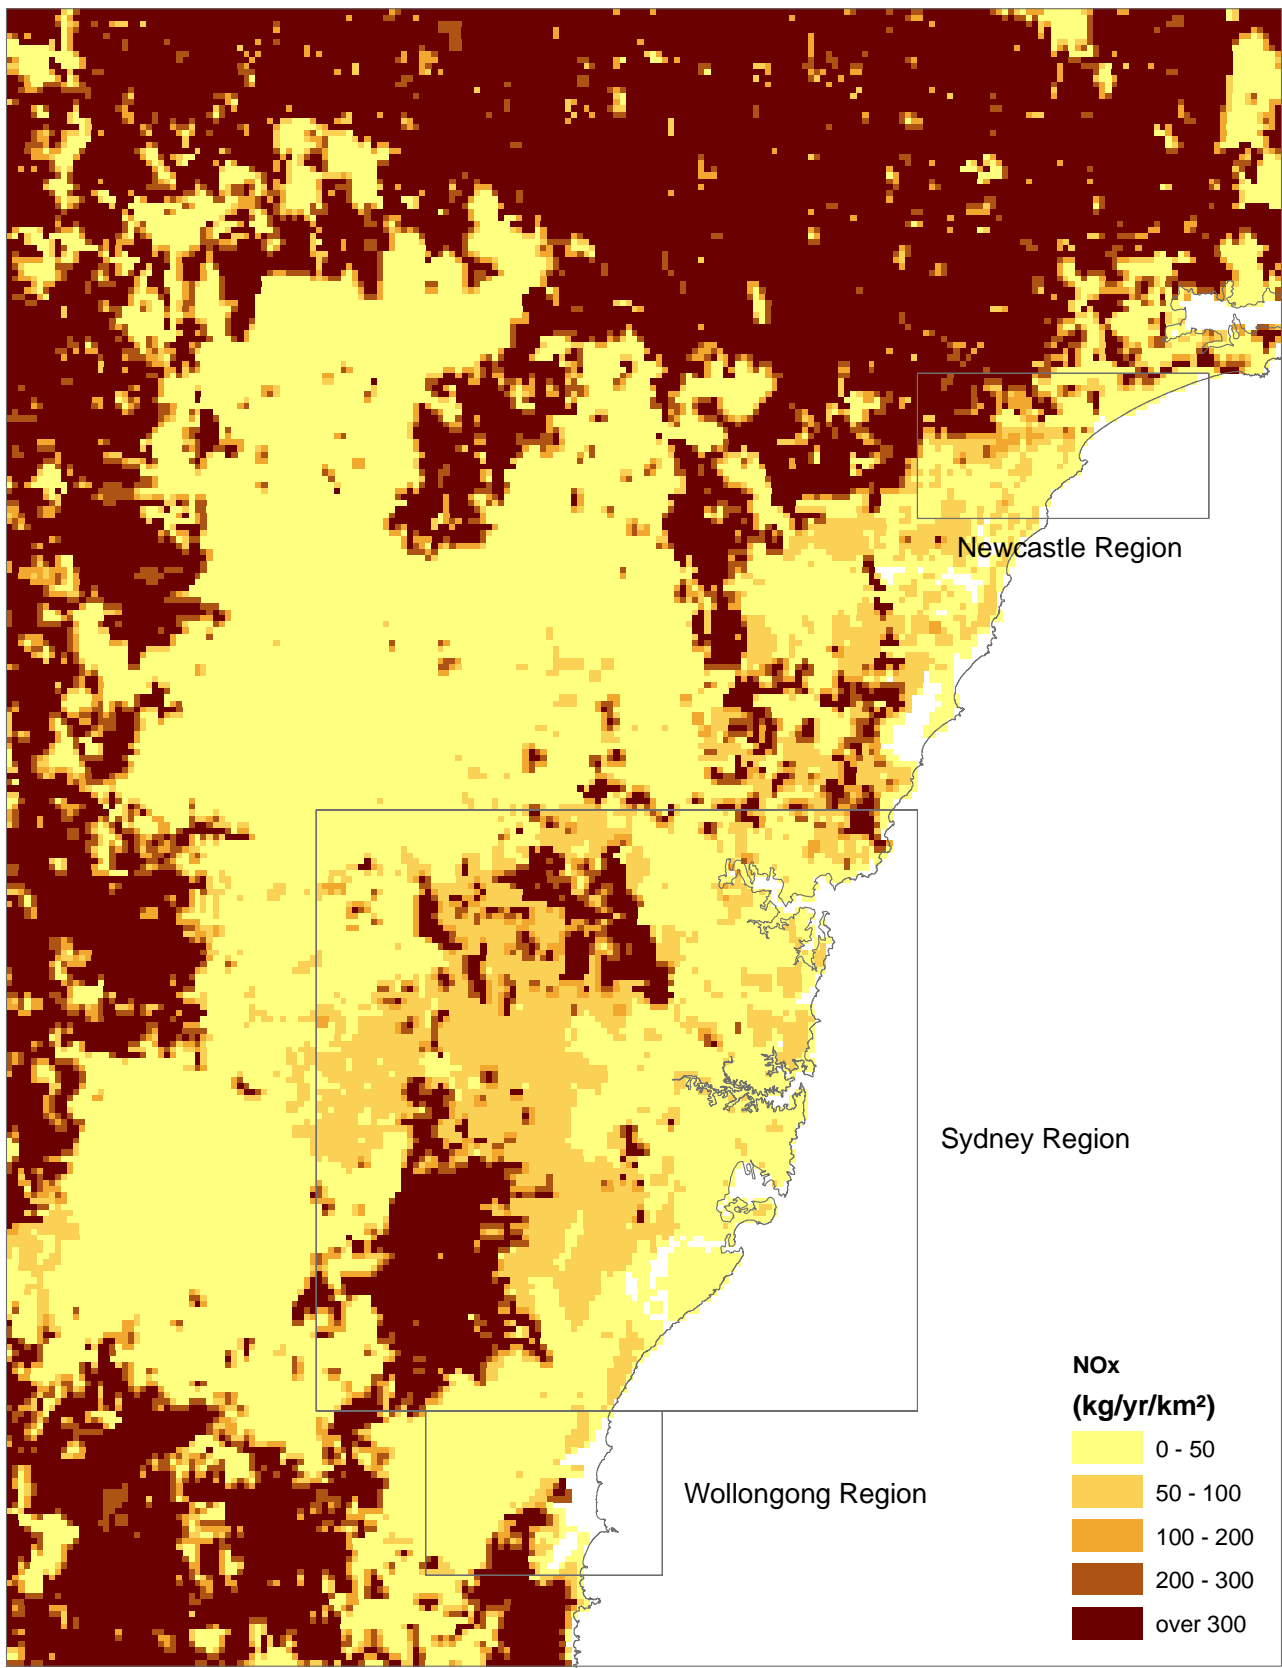 Newcastle Region
Sydney Region
Wollongong Region
NOx
(kg/yr/km²)
0 - 50
50 - 100
100 - 200
200 - 300
over 300